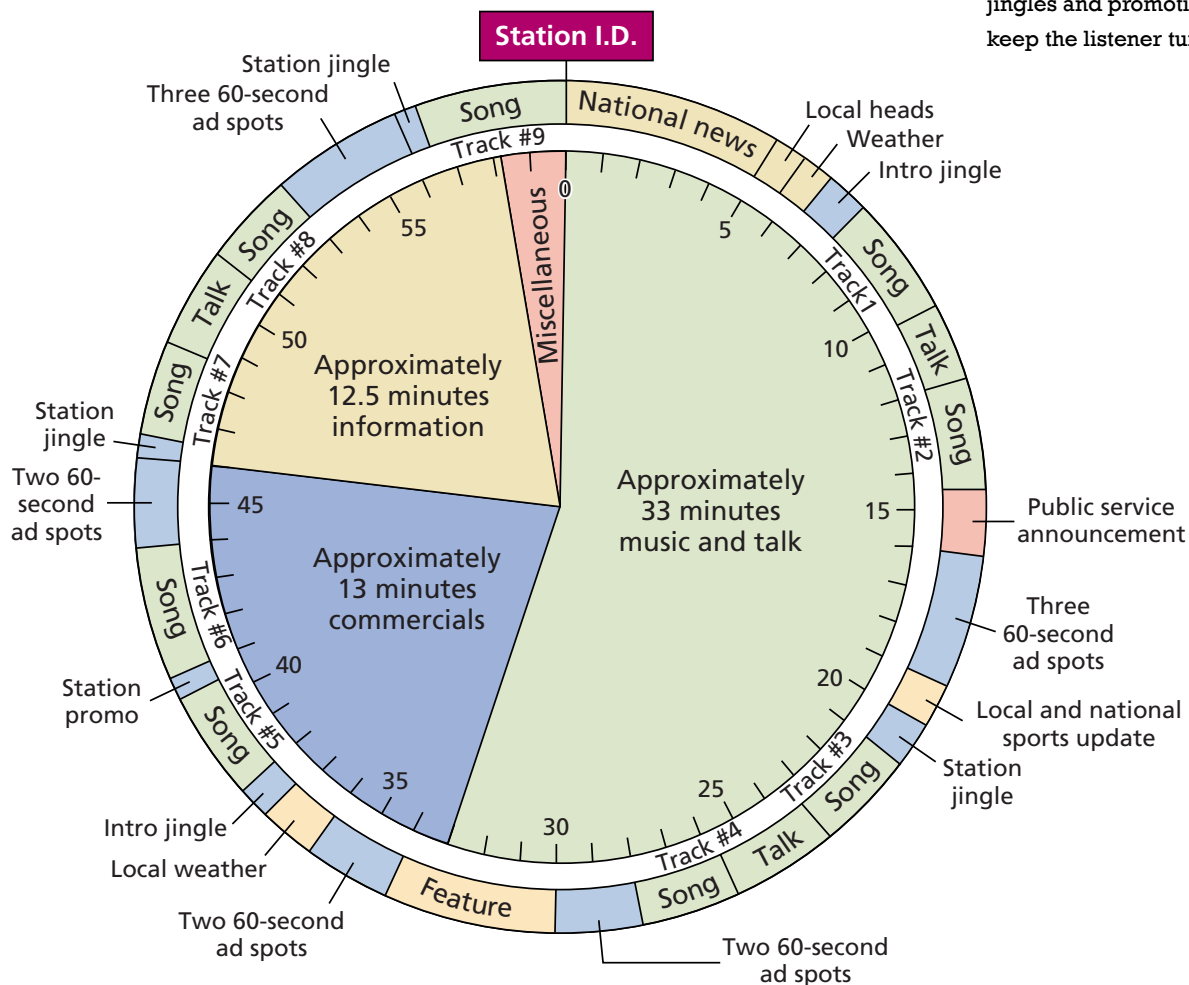 jingles and promoti
keep the listener tu
Station I.D.
National news
Local heads
Weather
Intro jingle
Song
Talk
Song
Public service
announcement
Three
60-second
ad spots
Local and national
sports update
Station
jingle
Song
Talk
Song
Two 60-second
ad spots
Feature
Two 60-second
ad spots
Local weather
Intro jingle
Song
Station
promo
Song
Two 60-
second
ad spots
Station
jingle
Song
Talk
Song
Three 60-second
ad spots
Station jingle
Song
Track1
Track #2
Track #3
Track #4
Track #5
Track #6
Track #7
Track #8
Track #9
0
5
10
15
20
25
30
35
40
45
50
55
Miscellaneous
Approximately
33 minutes
music and talk
Approximately
13 minutes
commercials
Approximately
12.5 minutes
information